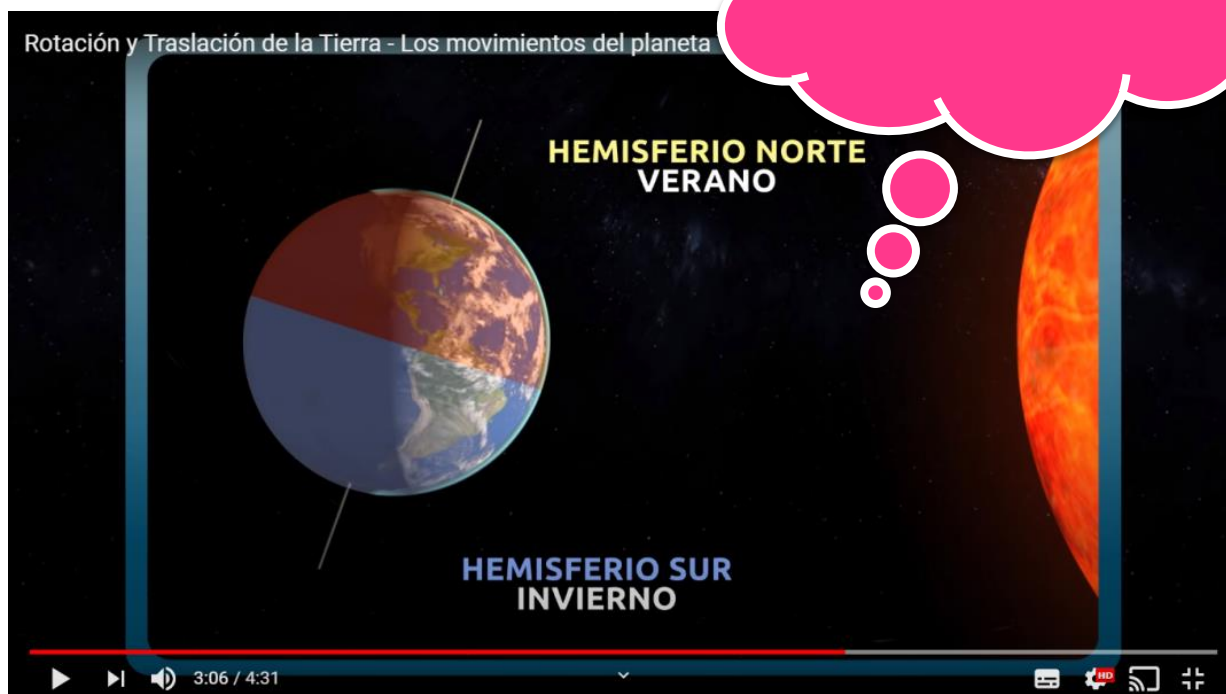 Rotación y Traslación de la Tierra - Los movimientos del planeta
HEMISFERIO NORTE
VERANO
HEMISFERIO SUR
INVIERNO
3:06 / 4:31
HD